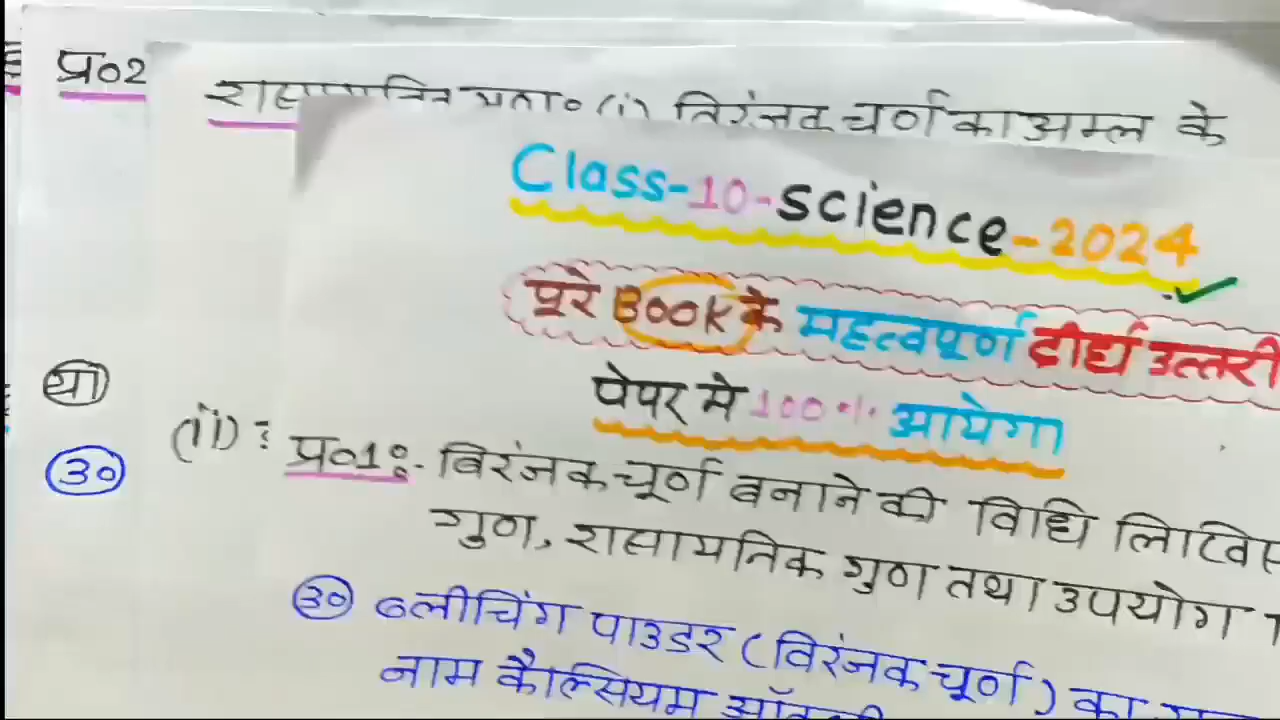 प्र०2
(i) विरंजक चूर्ण का अम्ल के
Class-10-science-2024
पूरे Book के महत्वपूर्ण दीर्घ उत्तरी
पेपर मे 100% आयेगा
या
(ii)
प्र०1:- विरंजक चूर्ण बनाने की विधि
गुण, रासायनिक गुण तथा उपयोग
उ०
उ० ब्लीचिंग पाउडर (विरंजक चूर्ण) का
नाम कैल्सियम